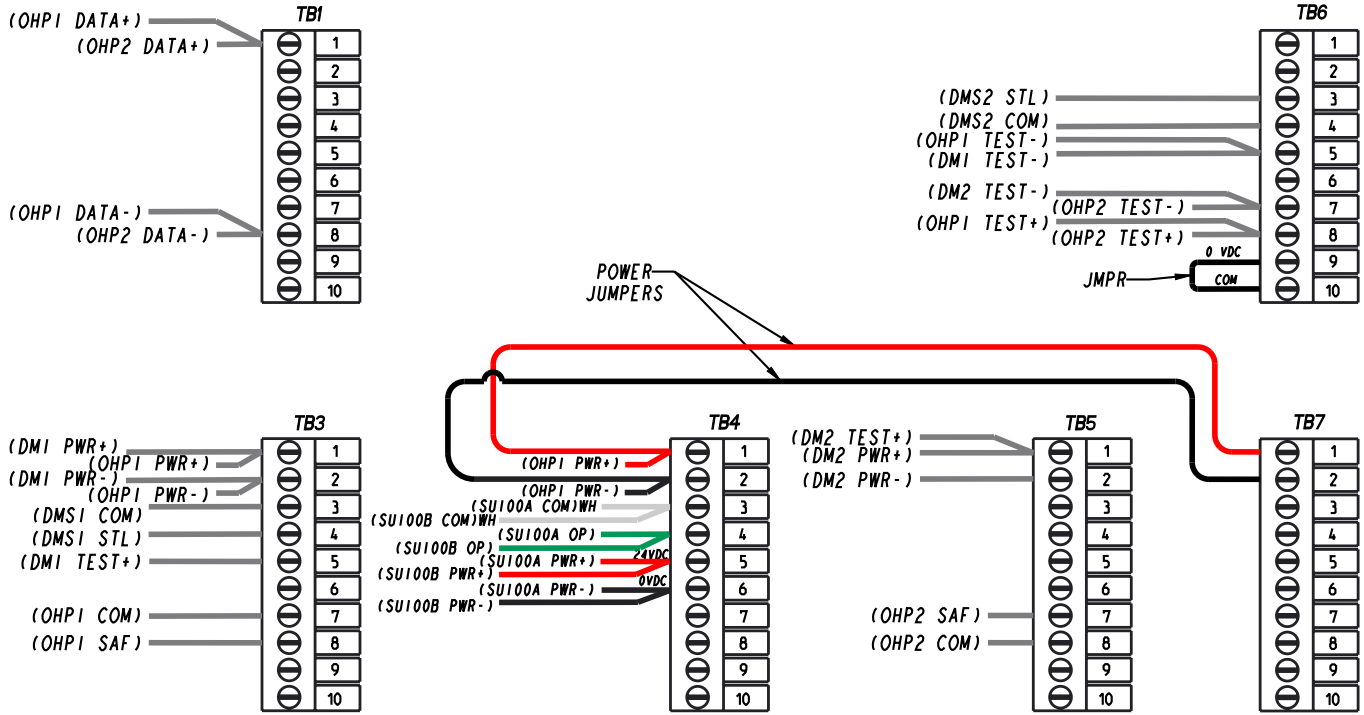 TB1
(OHP1 DATA+)
(OHP2 DATA+)
1
2
3
4
5
6
7
(OHP1 DATA-)
(OHP2 DATA-)
8
9
10
TB6
1
2
(DMS2 STL)
3
(DMS2 COM)
4
(OHP1 TEST-)
(DM1 TEST-)
5
6
(DM2 TEST-)
(OHP2 TEST-)
7
(OHP1 TEST+)
(OHP2 TEST+)
8
0 VDC
9
JMPR
COM
10
POWER
JUMPERS
TB3
(DM1 PWR+)
1
(OHP1 PWR+)
(DM1 PWR-)
2
(OHP1 PWR-)
(DMS1 COM)
3
(DMS1 STL)
4
(DM1 TEST+)
5
6
(OHP1 COM)
7
(OHP1 SAF)
8
9
10
TB4
1
(OHP1 PWR+)
2
(OHP1 PWR-)
(SU100A COM)WH
3
(SU100B COM)WH
(SU100A OP)
4
(SU100B OP)
24VDC
(SU100A PWR+)
5
(SU100B PWR+)
0VDC
(SU100A PWR-)
6
(SU100B PWR-)
7
8
9
10
TB5
(DM2 TEST+)
(DM2 PWR+)
1
(DM2 PWR-)
2
3
4
5
6
(OHP2 SAF)
7
(OHP2 COM)
8
9
10
TB7
1
2
3
4
5
6
7
8
9
10